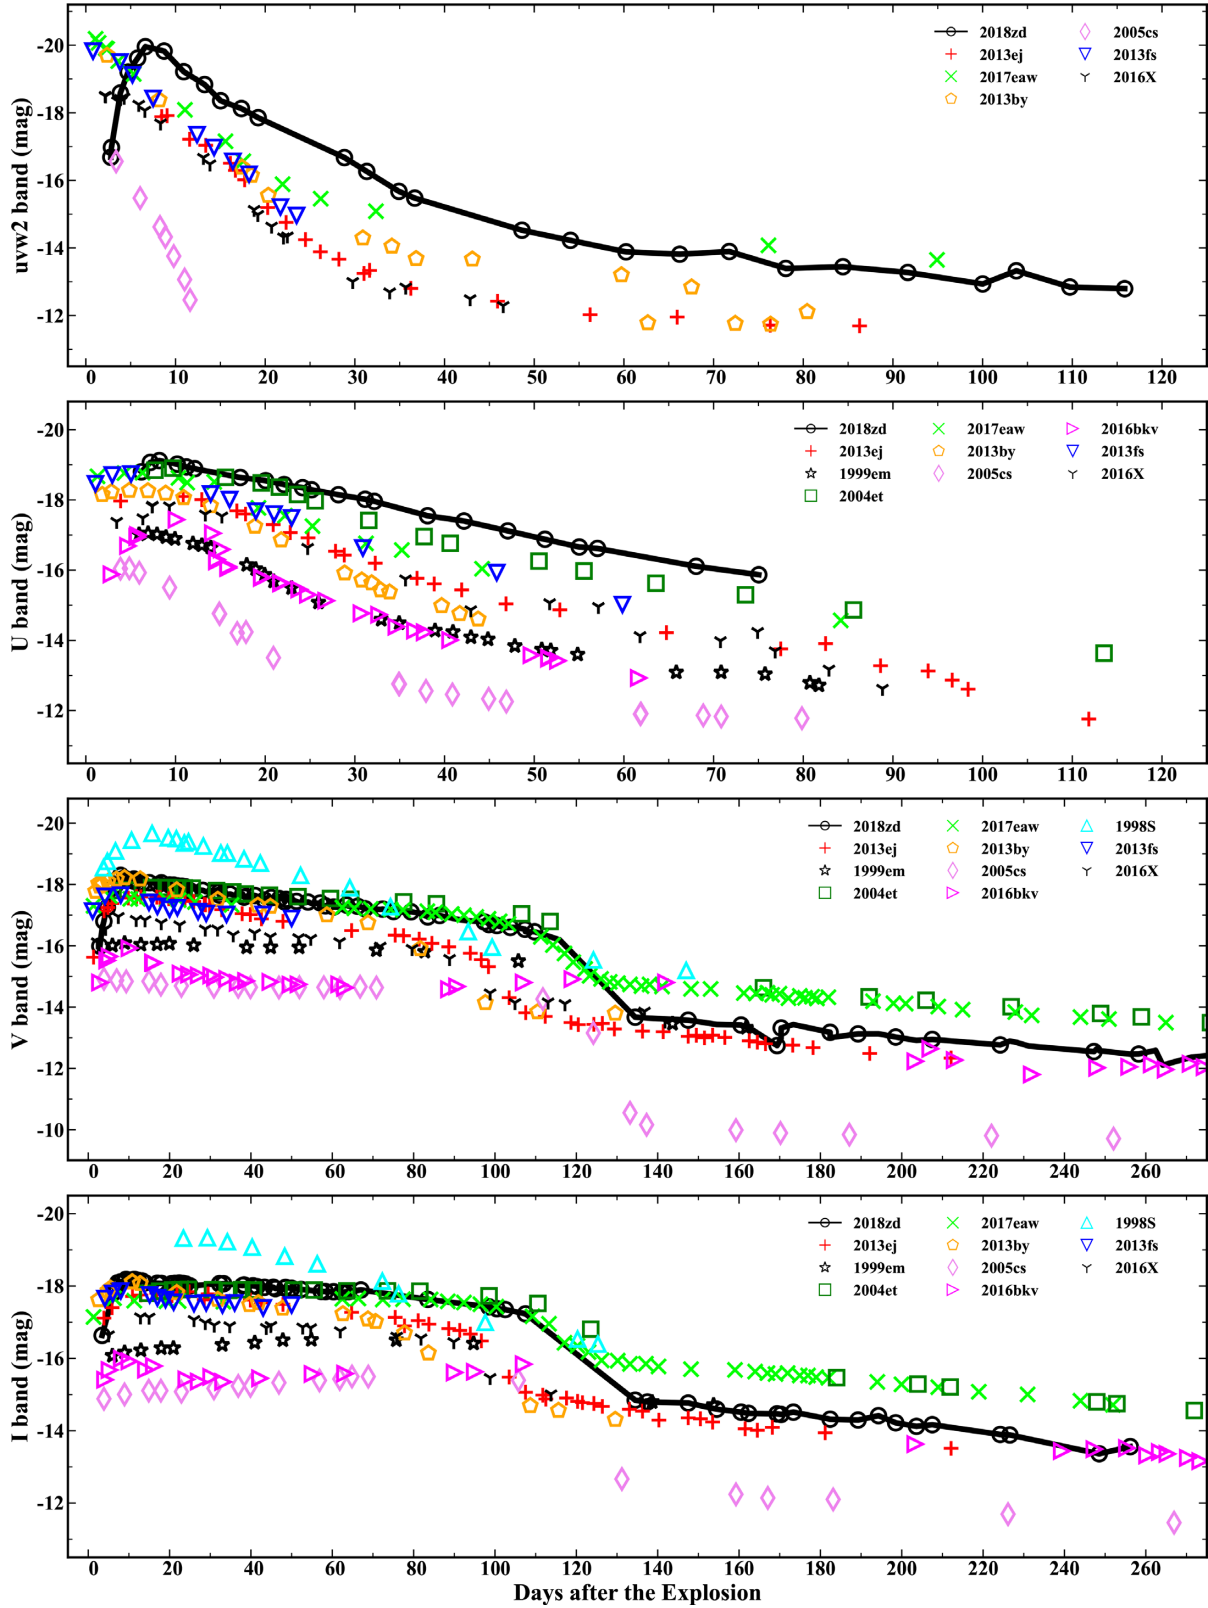 2018zd 2005cs
2013ej 2013fs
2017eaw 2016X
2013by
uvw2 band (mag)
-20
-18
-16
-14
-12
0 10 20 30 40 50 60 70 80 90 100 110 120
2018zd 2017eaw 2016bkv
2013ej 2013by 2013fs
1999em 2005cs 2016X
2004et
U band (mag)
-20
-18
-16
-14
-12
0 10 20 30 40 50 60 70 80 90 100 110 120
2018zd 2017eaw 1998S
2013ej 2013by 2013fs
1999em 2005cs 2016X
2004et 2016bkv
V band (mag)
-20
-18
-16
-14
-12
-10
0 20 40 60 80 100 120 140 160 180 200 220 240 260
2018zd 2017eaw 1998S
2013ej 2013by 2013fs
1999em 2005cs 2016X
2004et 2016bkv
I band (mag)
-20
-18
-16
-14
-12
0 20 40 60 80 100 120 140 160 180 200 220 240 260
Days after the Explosion